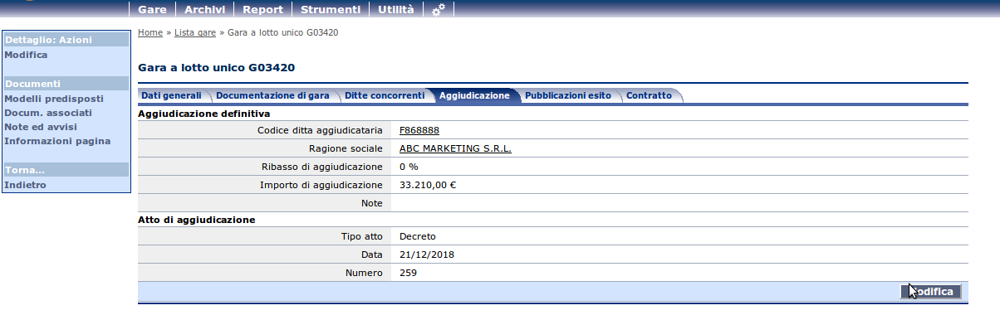 Gare Archivi Report Strumenti Utilità
Home » Lista gare » Gara a lotto unico G03420
Dettaglio: Azioni
Modifica
Documenti
Modelli predisposti
Docum. associati
Note ed avvisi
Informazioni pagina
Torna...
Indietro
Gara a lotto unico G03420
Dati generali Documentazione di gara Ditte concorrenti Aggiudicazione Pubblicazioni esito Contratto
Aggiudicazione definitiva
Codice ditta aggiudicataria F868888
Ragione sociale ABC MARKETING S.R.L.
Ribasso di aggiudicazione 0 %
Importo di aggiudicazione 33.210,00 €
Note
Atto di aggiudicazione
Tipo atto Decreto
Data 21/12/2018
Numero 259
Modifica